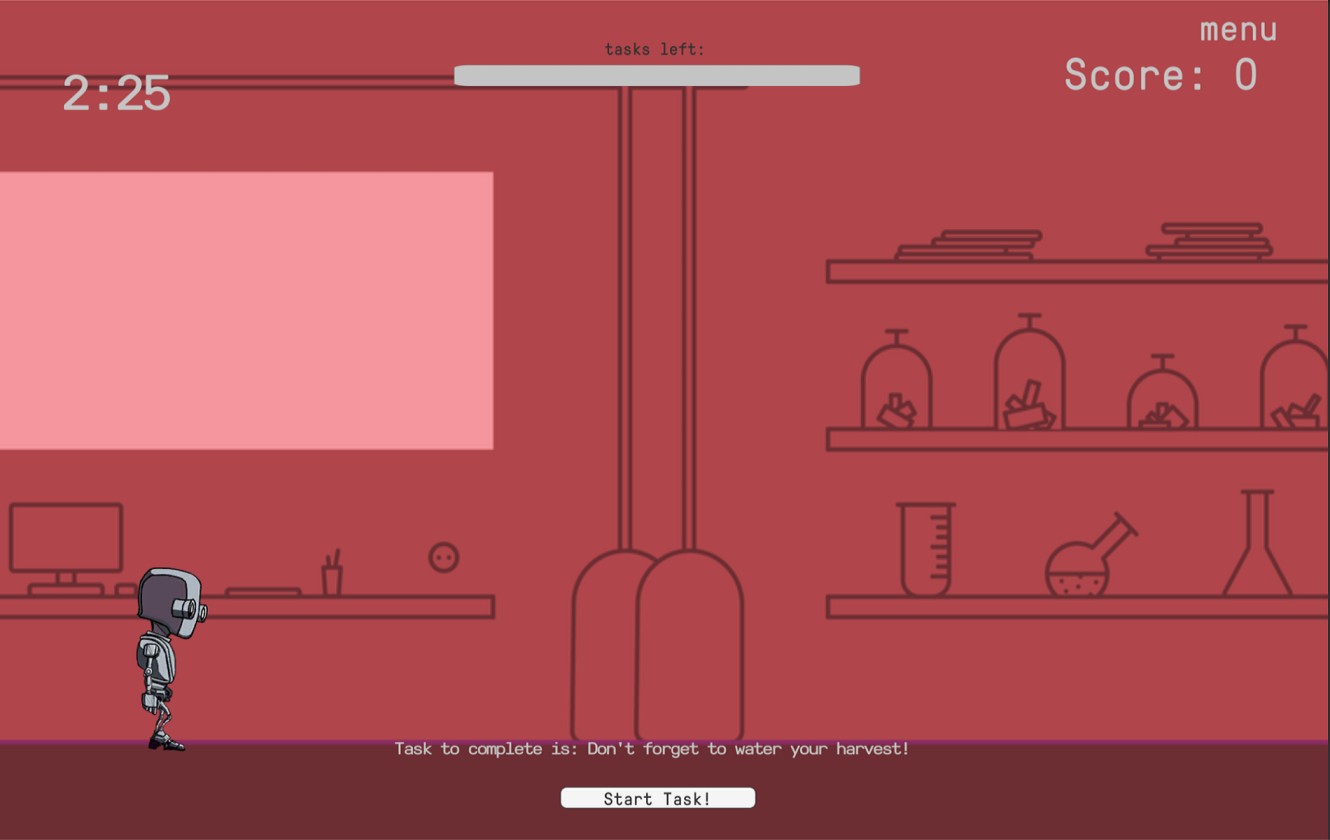 menu
tasks left:
2:25
Score: 0
Task to complete is: Don't forget to water your harvest!
Start Task!